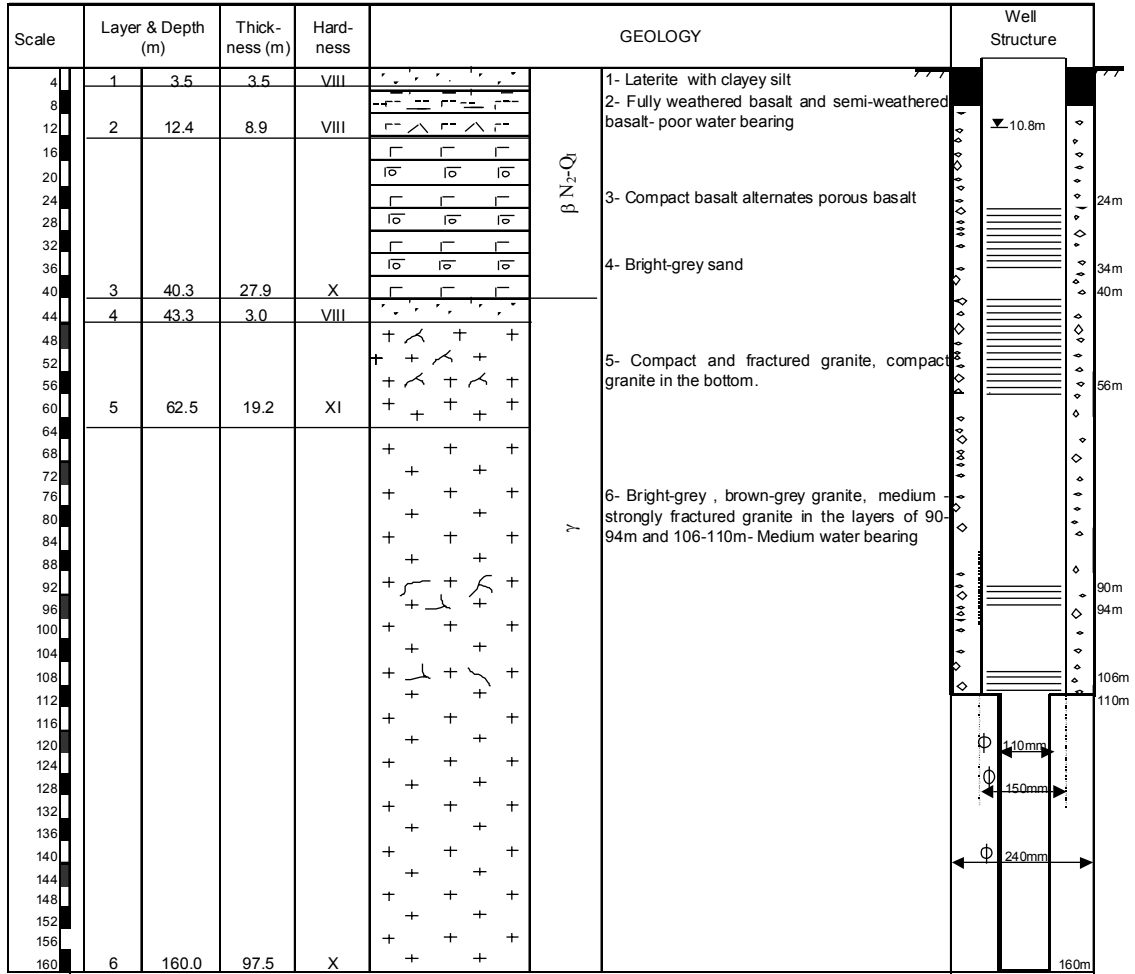 Scale
Layer & Depth (m)
Thick-ness (m)
Hard-ness
GEOLOGY
Well Structure
4
8
12
16
20
24
28
32
36
40
44
48
52
56
60
64
68
72
76
80
84
88
92
96
100
104
108
112
116
120
124
128
132
136
140
144
148
152
156
160
1 3.5 3.5 VIII
2 12.4 8.9 VIII
3 40.3 27.9 X
4 43.3 3.0 VIII
5 62.5 19.2 XI
6 160.0 97.5 X
β N₂-Q₁
γ
1- Laterite with clayey silt
2- Fully weathered basalt and semi-weathered
basalt- poor water bearing
3- Compact basalt alternates porous basalt
4- Bright-grey sand
5- Compact and fractured granite, compact
granite in the bottom.
6- Bright-grey , brown-grey granite, medium -
strongly fractured granite in the layers of 90-
94m and 106-110m- Medium water bearing
10.8m
24m
34m
40m
56m
90m
94m
106m
110m
ϕ 110mm
ϕ 150mm
ϕ 240mm
160m